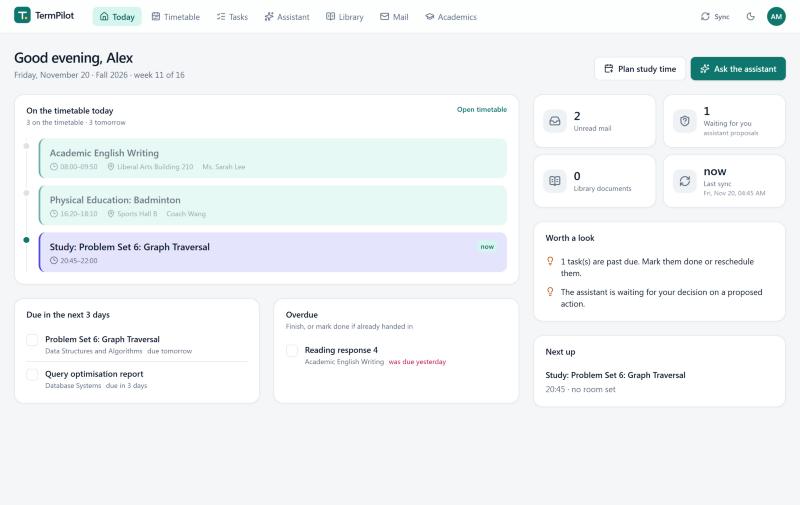 TermPilot
Today
Timetable
Tasks
Assistant
Library
Mail
Academics
Sync
AM
Good evening, Alex
Friday, November 20 · Fall 2026 · week 11 of 16
Plan study time
Ask the assistant
On the timetable today
Open timetable
3 on the timetable · 3 tomorrow
Academic English Writing
08:00–09:50 Liberal Arts Building 210 Ms. Sarah Lee
Physical Education: Badminton
16:20–18:10 Sports Hall B Coach Wang
Study: Problem Set 6: Graph Traversal
now
20:45–22:00
Due in the next 3 days
Problem Set 6: Graph Traversal
Data Structures and Algorithms due tomorrow
Query optimisation report
Database Systems due in 3 days
Overdue
Finish, or mark done if already handed in
Reading response 4
Academic English Writing was due yesterday
2
Unread mail
1
Waiting for you
assistant proposals
0
Library documents
now
Last sync
Fri, Nov 20, 04:45 AM
Worth a look
1 task(s) are past due. Mark them done or reschedule
them.
The assistant is waiting for your decision on a proposed
action.
Next up
Study: Problem Set 6: Graph Traversal
20:45 · no room set